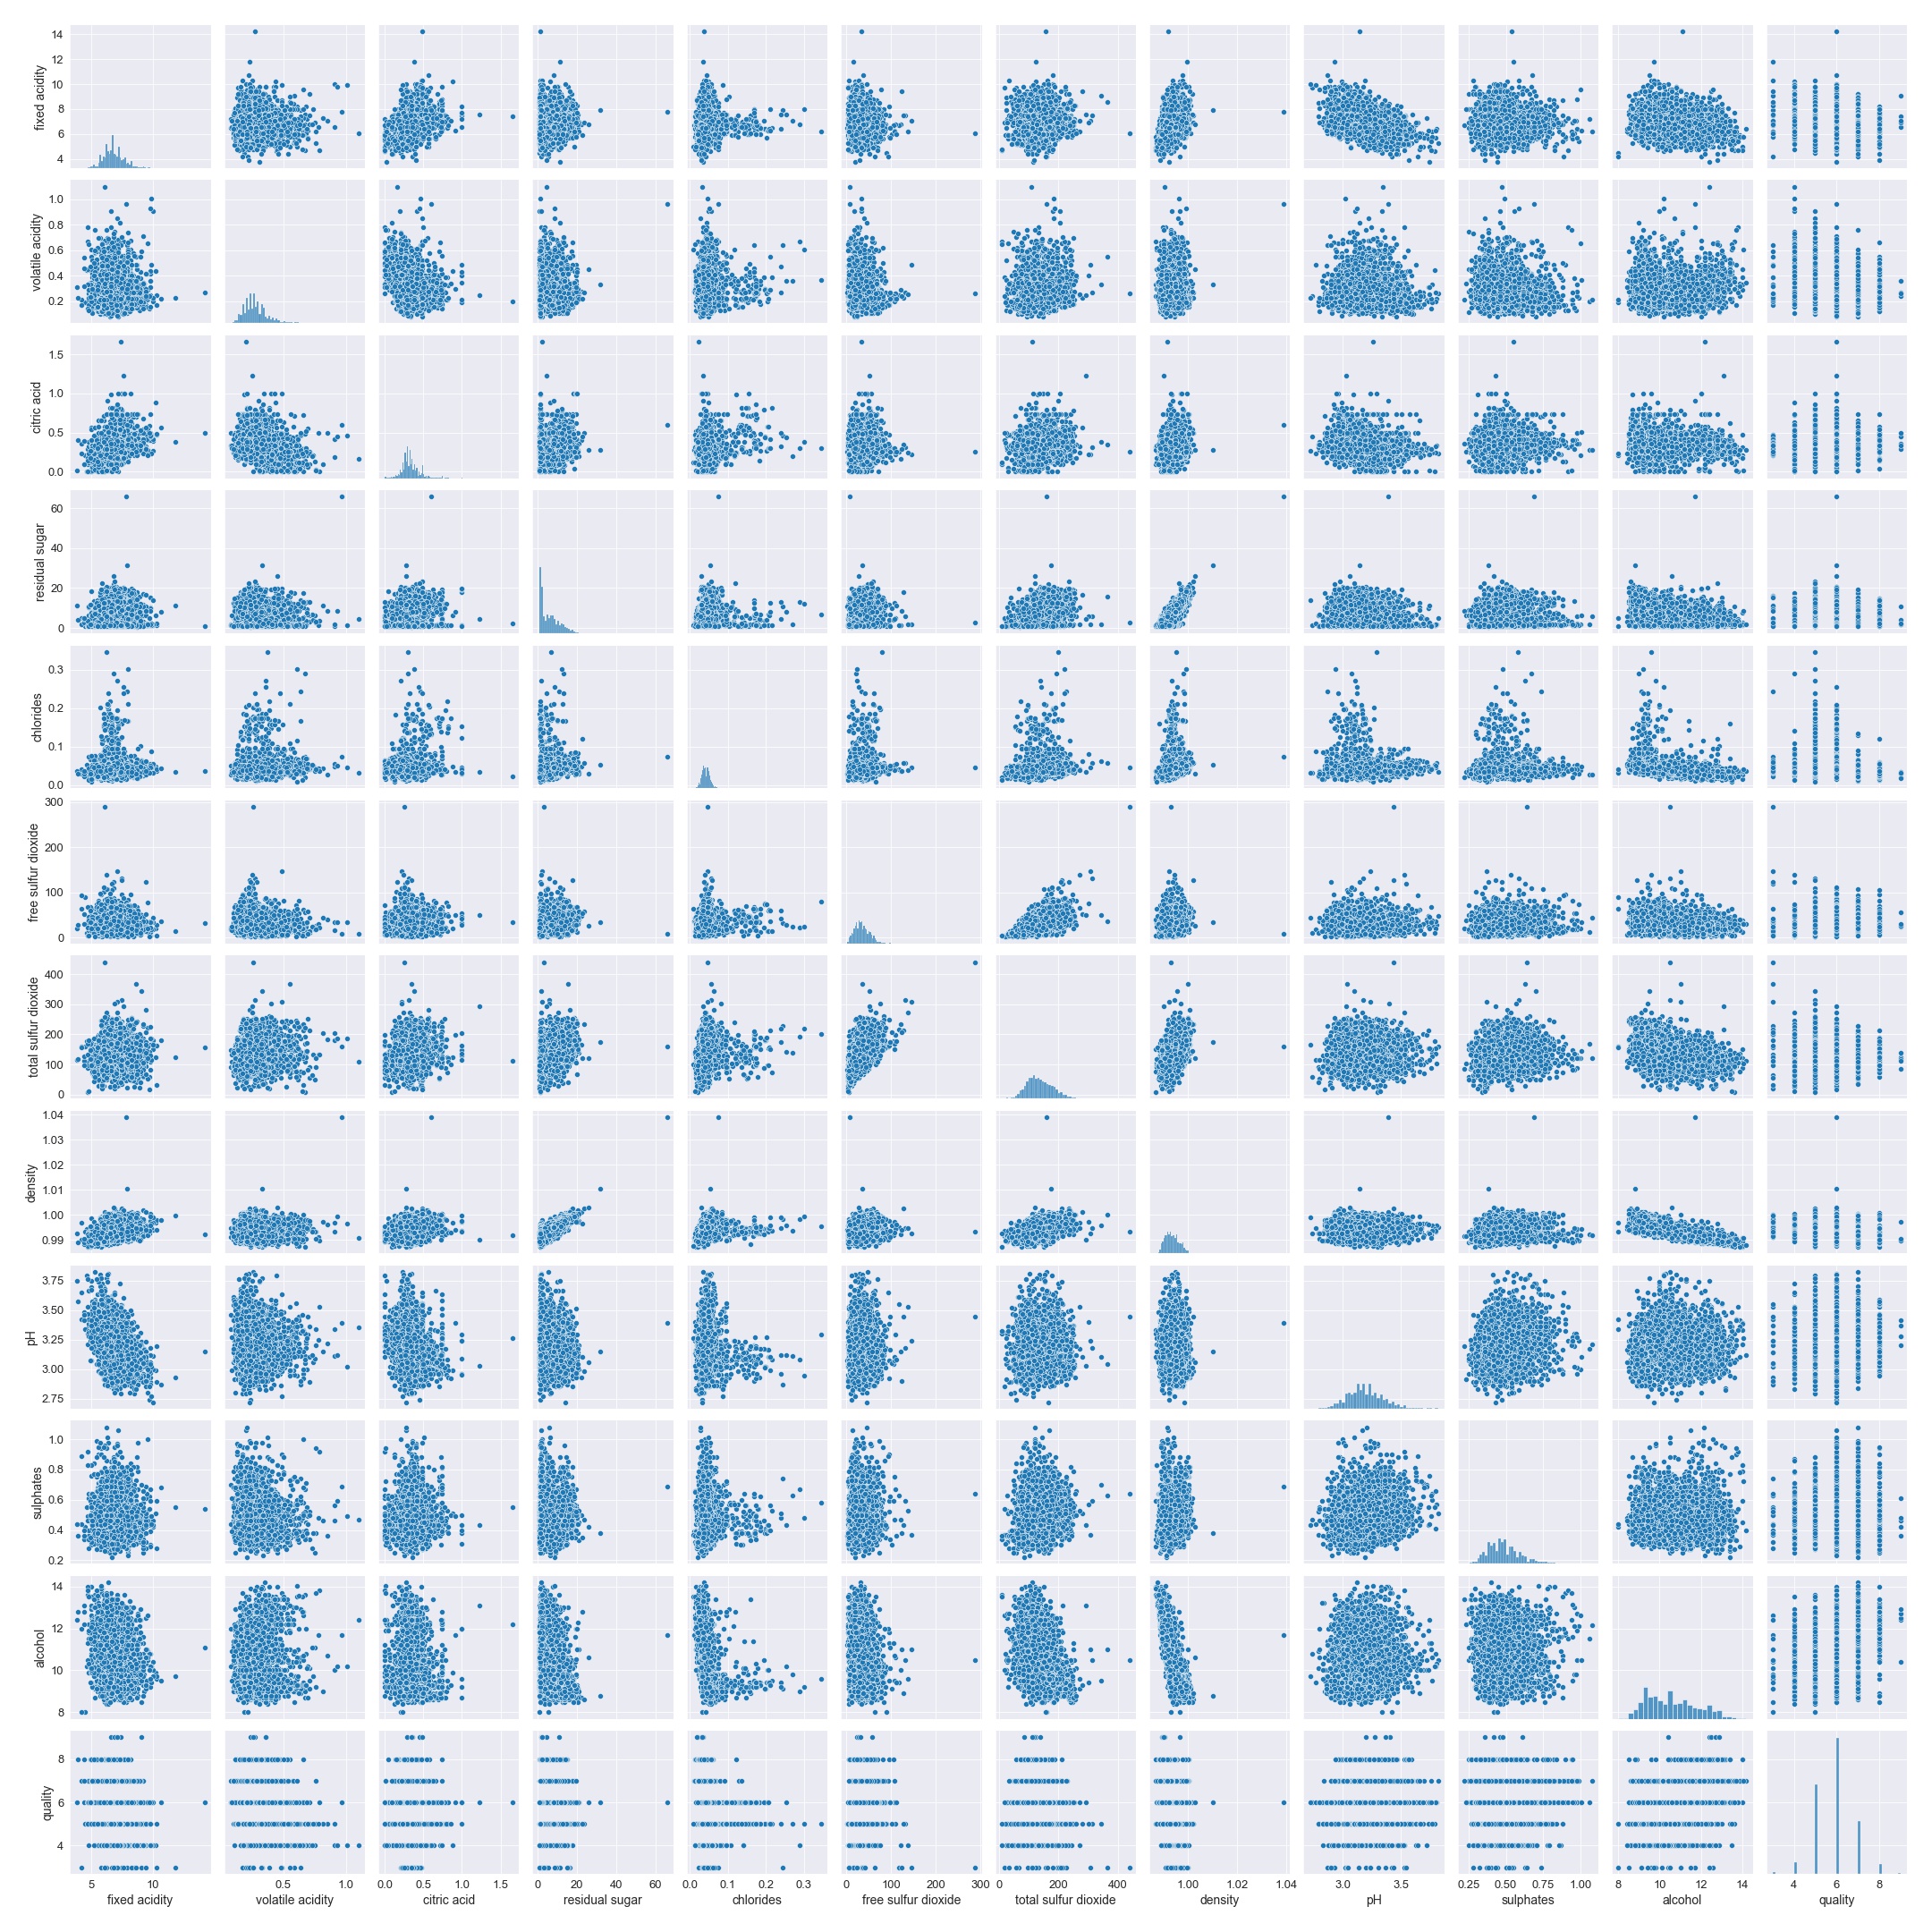 14
12
10
8
6
4
fixed acidity
1.0
0.8
0.6
0.4
0.2
volatile acidity
1.5
1.0
0.5
0.0
citric acid
60
40
20
0
residual sugar
0.3
0.2
0.1
0.0
chlorides
300
200
100
0
free sulfur dioxide
400
300
200
100
0
total sulfur dioxide
1.04
1.03
1.02
1.01
1.00
0.99
density
3.75
3.50
3.25
3.00
2.75
pH
1.0
0.8
0.6
0.4
0.2
sulphates
14
12
10
8
alcohol
8
6
4
quality
5 10
fixed acidity
0.5 1.0
volatile acidity
0.0 0.5 1.0 1.5
citric acid
0 20 40 60
residual sugar
0.0 0.1 0.2 0.3
chlorides
0 100 200 300
free sulfur dioxide
0 200 400
total sulfur dioxide
1.00 1.02 1.04
density
3.0 3.5
pH
0.25 0.50 0.75 1.00
sulphates
8 10 12 14
alcohol
4 6 8
quality